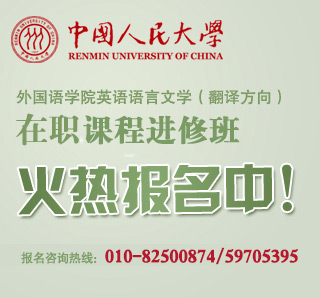 中国人民大學
RENMIN UNIVERSITY OF CHINA
外国语学院英语语言文学（翻译方向）
在职课程进修班
火热报名中！
报名咨询热线：010-82500874/59705395